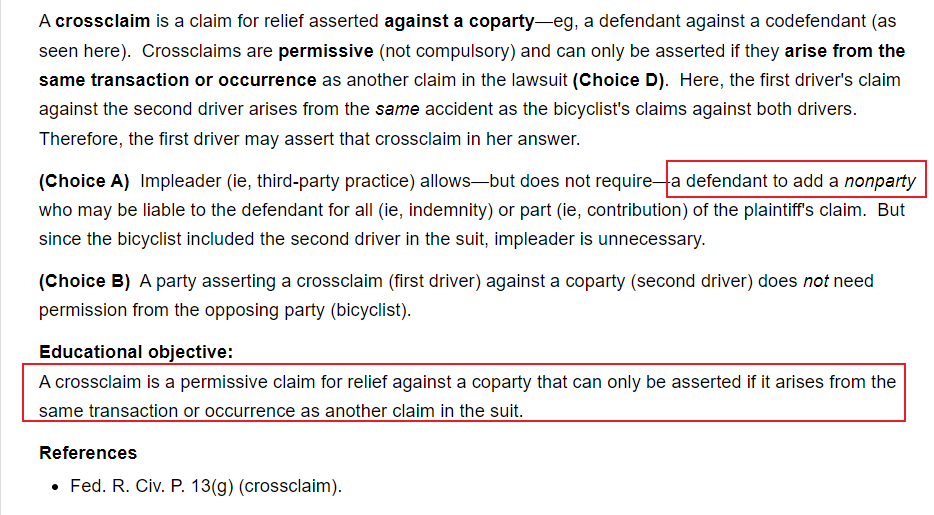 A crossclaim is a claim for relief asserted against a coparty—eg, a defendant against a codefendant (as
seen here). Crossclaims are permissive (not compulsory) and can only be asserted if they arise from the
same transaction or occurrence as another claim in the lawsuit (Choice D). Here, the first driver's claim
against the second driver arises from the same accident as the bicyclist's claims against both drivers.
Therefore, the first driver may assert that crossclaim in her answer.
(Choice A) Impleader (ie, third-party practice) allows—but does not require—a defendant to add a nonparty
who may be liable to the defendant for all (ie, indemnity) or part (ie, contribution) of the plaintiff's claim. But
since the bicyclist included the second driver in the suit, impleader is unnecessary.
(Choice B) A party asserting a crossclaim (first driver) against a coparty (second driver) does not need
permission from the opposing party (bicyclist).
Educational objective:
A crossclaim is a permissive claim for relief against a coparty that can only be asserted if it arises from the
same transaction or occurrence as another claim in the suit.
References
• Fed. R. Civ. P. 13(g) (crossclaim).